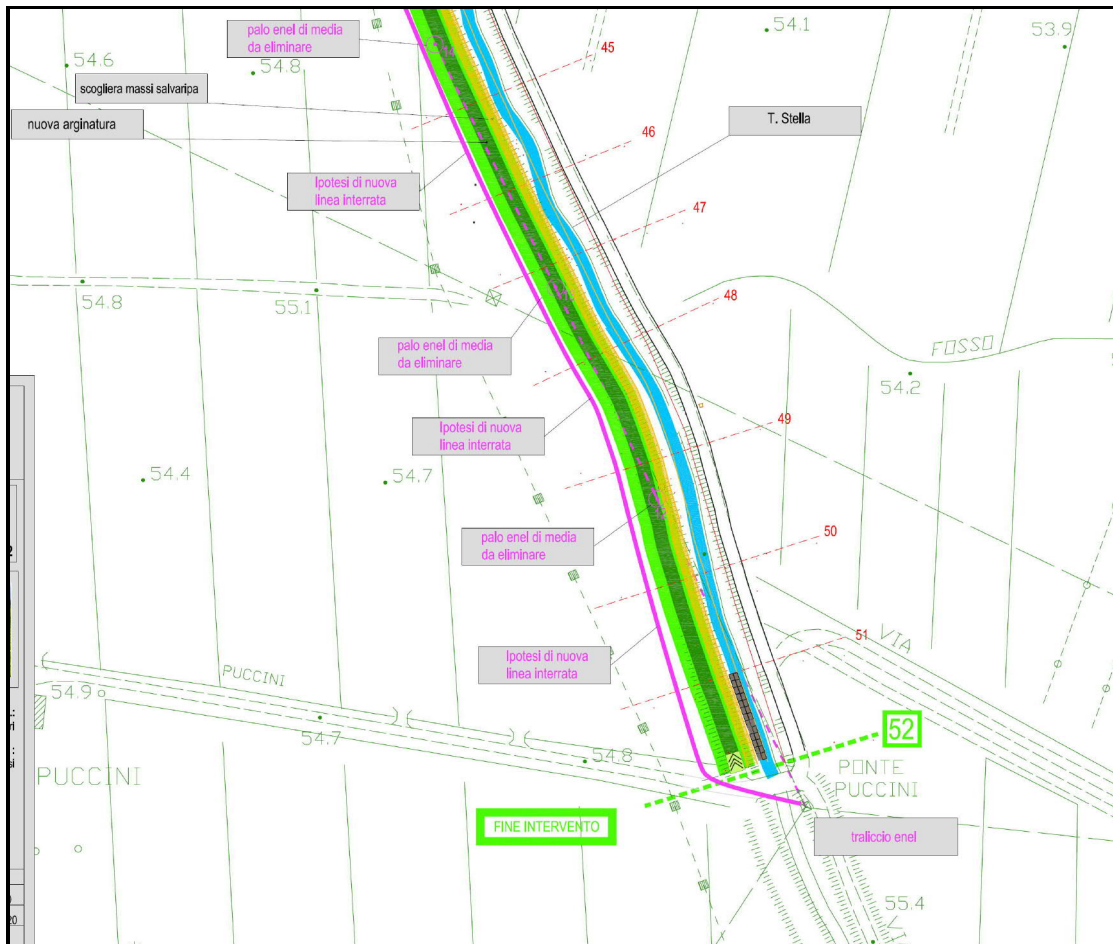 palo enel di media
da eliminare
54.1
53.9
45
54.6
54.8
scogliera massi salvaripa
nuova arginatura
T. Stella
46
Ipotesi di nuova
linea interrata
47
54.8
55.1
48
FOSSO
palo enel di media
da eliminare
54.2
49
Ipotesi di nuova
linea interrata
54.4
54.7
palo enel di media
da eliminare
50
51
VIA
Ipotesi di nuova
linea interrata
PUCCINI
54.9
54.7
54.8
52
PUCCINI
PONTE
PUCCINI
FINE INTERVENTO
traliccio enel
55.4
20